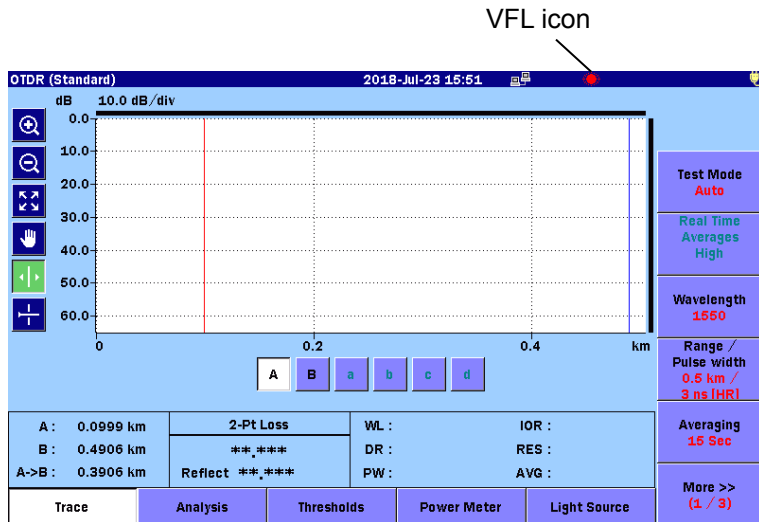 VFL icon
OTDR (Standard) 2018-Jul-23 15:51
dB 10.0 dB/div
0.0
10.0
20.0
30.0
40.0
50.0
60.0
0 0.2 0.4 km
A B a b c d
Test Mode
Auto
Real Time
Averages
High
Wavelength
1550
Range /
Pulse width
0.5 km /
3 ns [HR]
Averaging
15 Sec
More >>
(1 / 3)
A : 0.0999 km
B : 0.4906 km
A->B : 0.3906 km
2-Pt Loss
**.***
Reflect **.***
WL : IOR :
DR : RES :
PW : AVG :
Trace Analysis Thresholds Power Meter Light Source